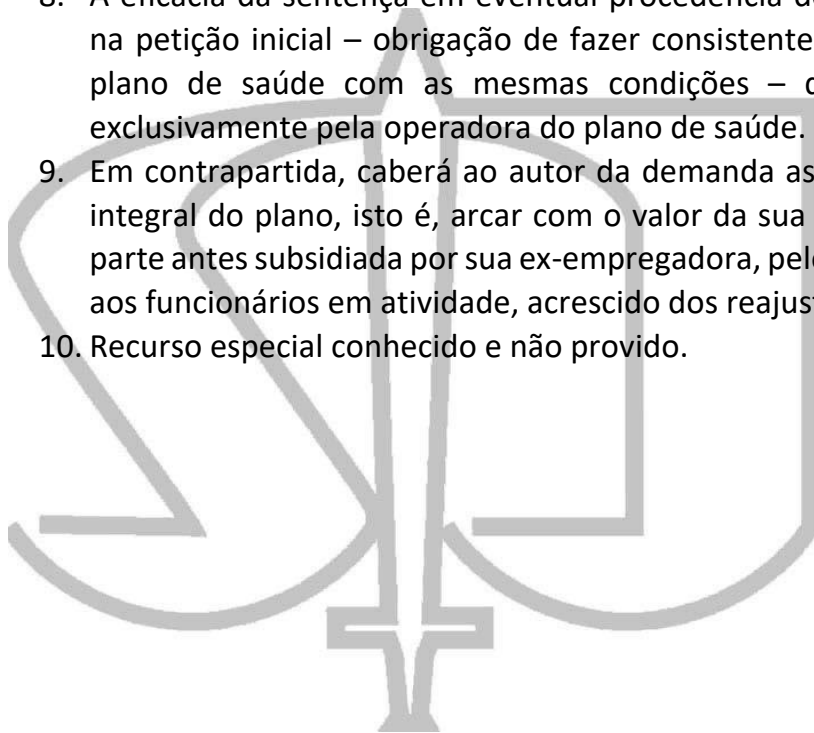 8. A eficácia da sentença em eventual procedência d
na petição inicial – obrigação de fazer consistente
plano de saúde com as mesmas condições –
exclusivamente pela operadora do plano de saúde.
9. Em contrapartida, caberá ao autor da demanda as
integral do plano, isto é, arcar com o valor da sua
parte antes subsidiada por sua ex-empregadora, pel
aos funcionários em atividade, acrescido dos reajus
10. Recurso especial conhecido e não provido.